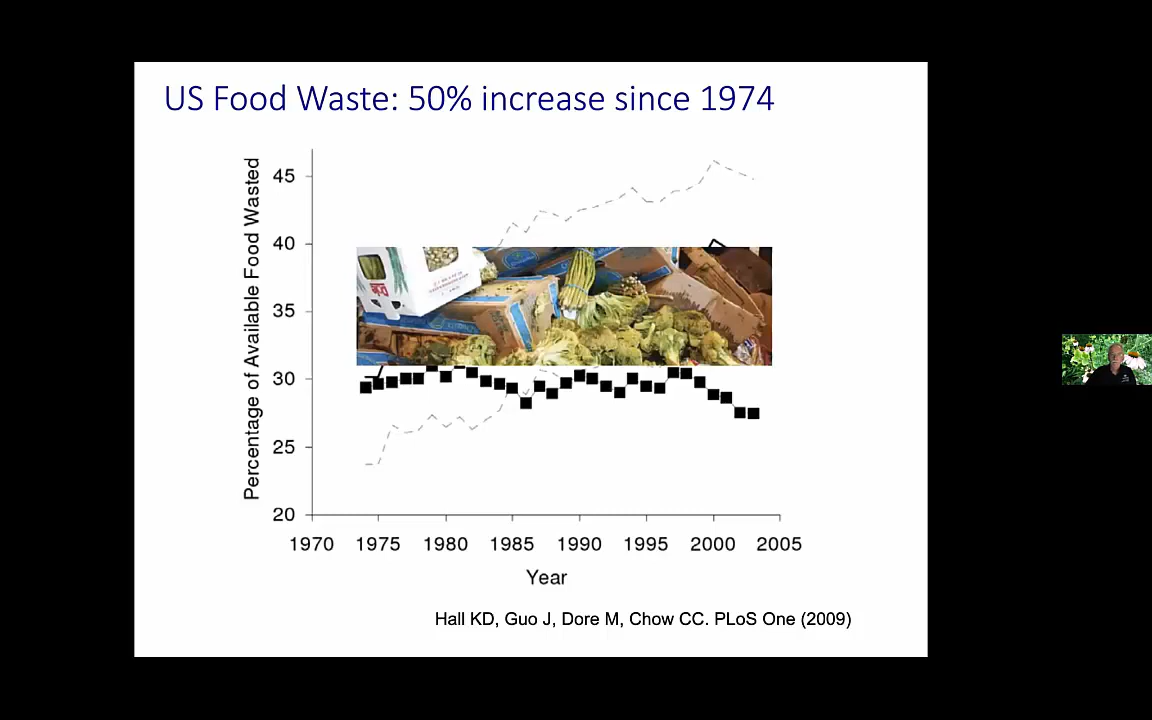 US Food Waste: 50% increase since 1974
Percentage of Available Food Wasted
45
40
35
30
25
20
1970 1975 1980 1985 1990 1995 2000 2005
Year
Hall KD, Guo J, Dore M, Chow CC. PLoS One (2009)